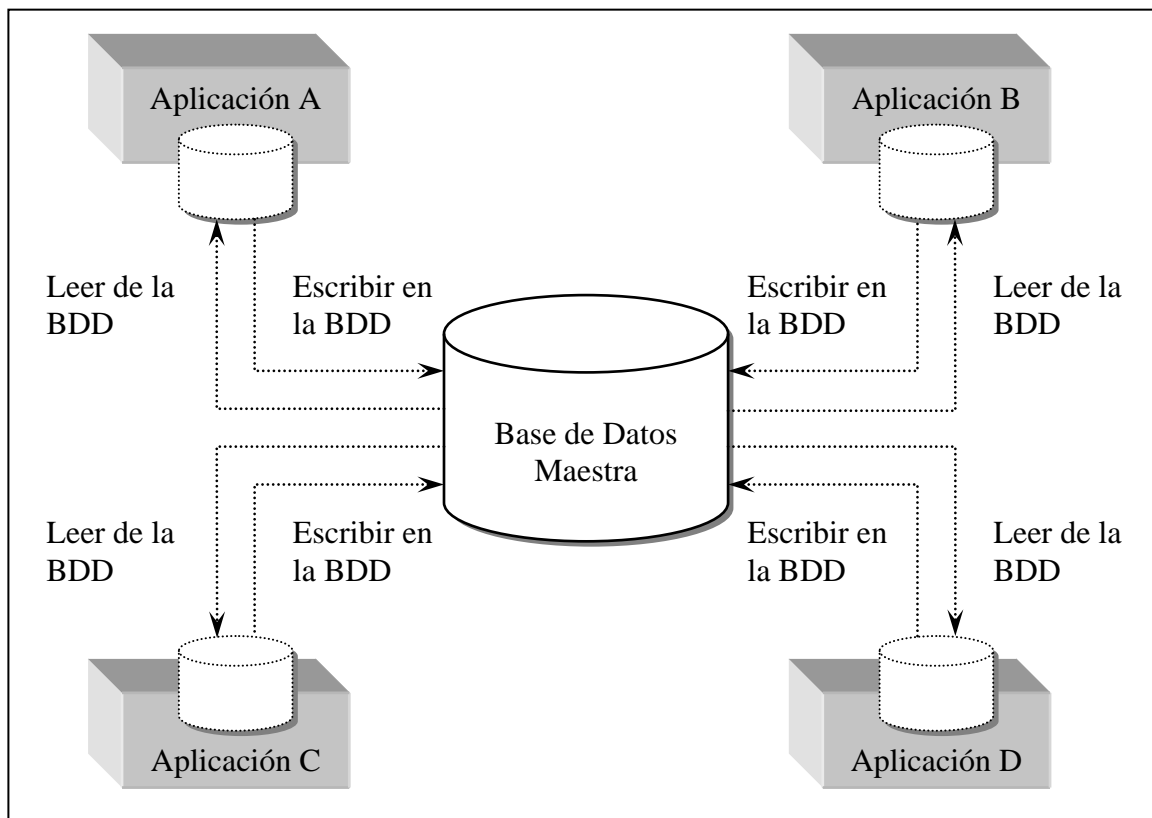 Aplicación A
Aplicación B
Leer de la
BDD
Escribir en
la BDD
Escribir en
la BDD
Leer de la
BDD
Base de Datos
Maestra
Leer de la
BDD
Escribir en
la BDD
Escribir en
la BDD
Leer de la
BDD
Aplicación C
Aplicación D